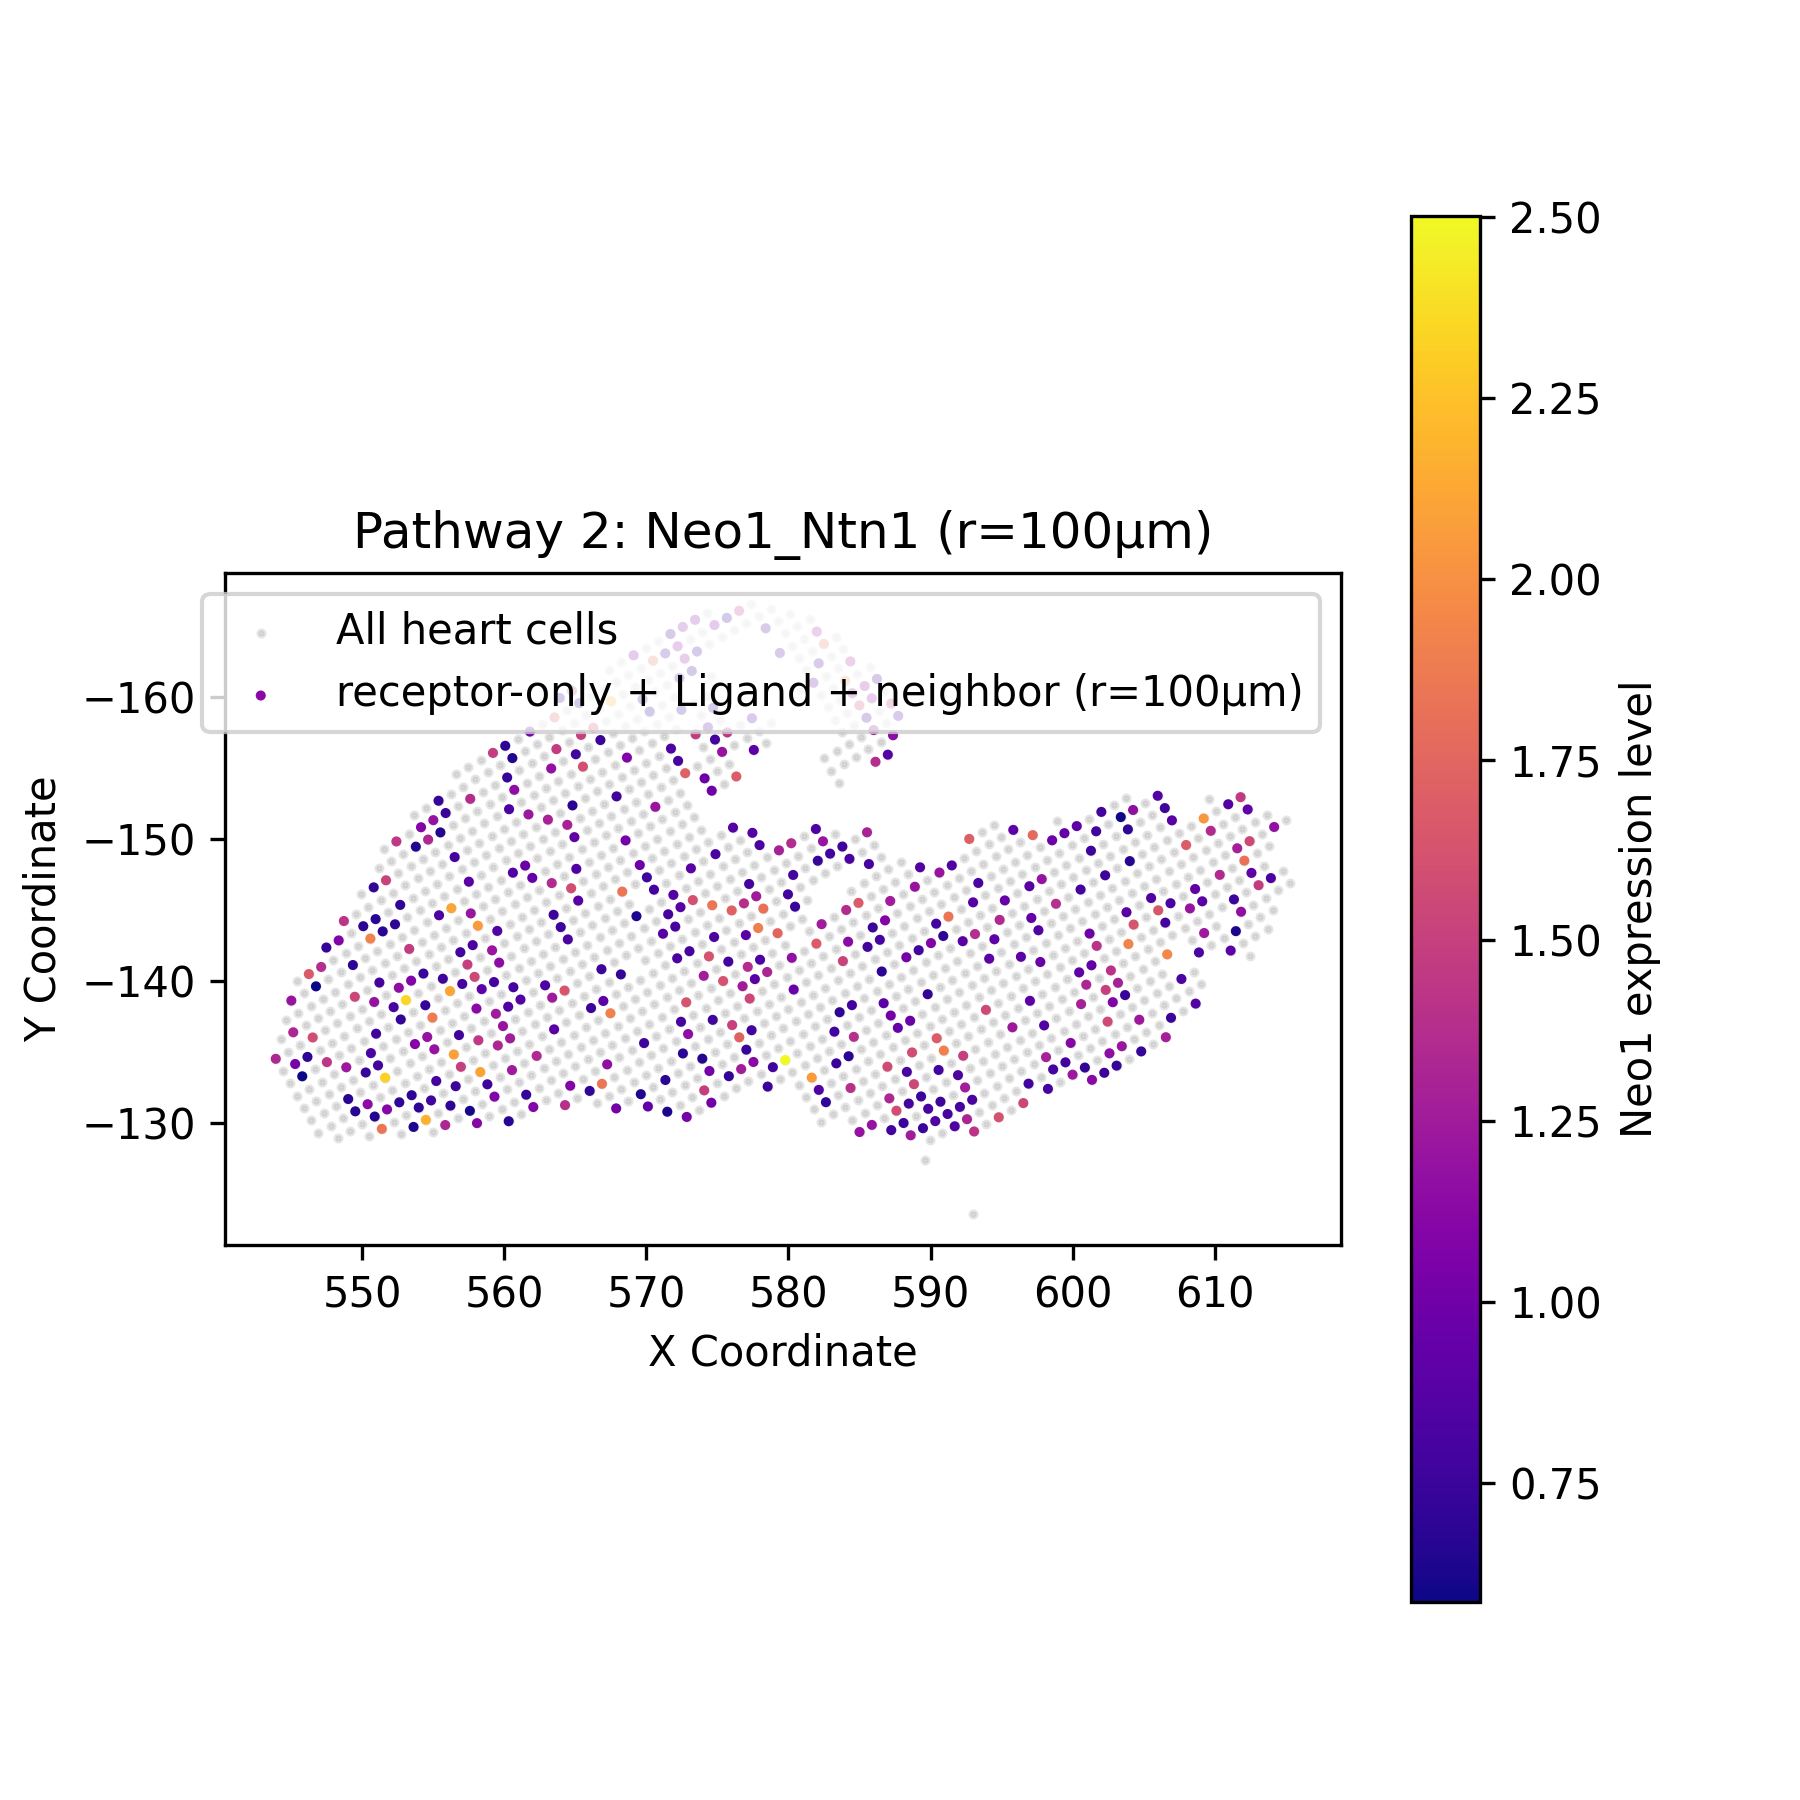 Pathway 2: Neo1_Ntn1 (r=100μm)
All heart cells
receptor-only + Ligand + neighbor (r=100μm)
−160
−150
−140
−130
Y Coordinate
550 560 570 580 590 600 610
X Coordinate
2.50
2.25
2.00
1.75
1.50
1.25
1.00
0.75
Neo1 expression level